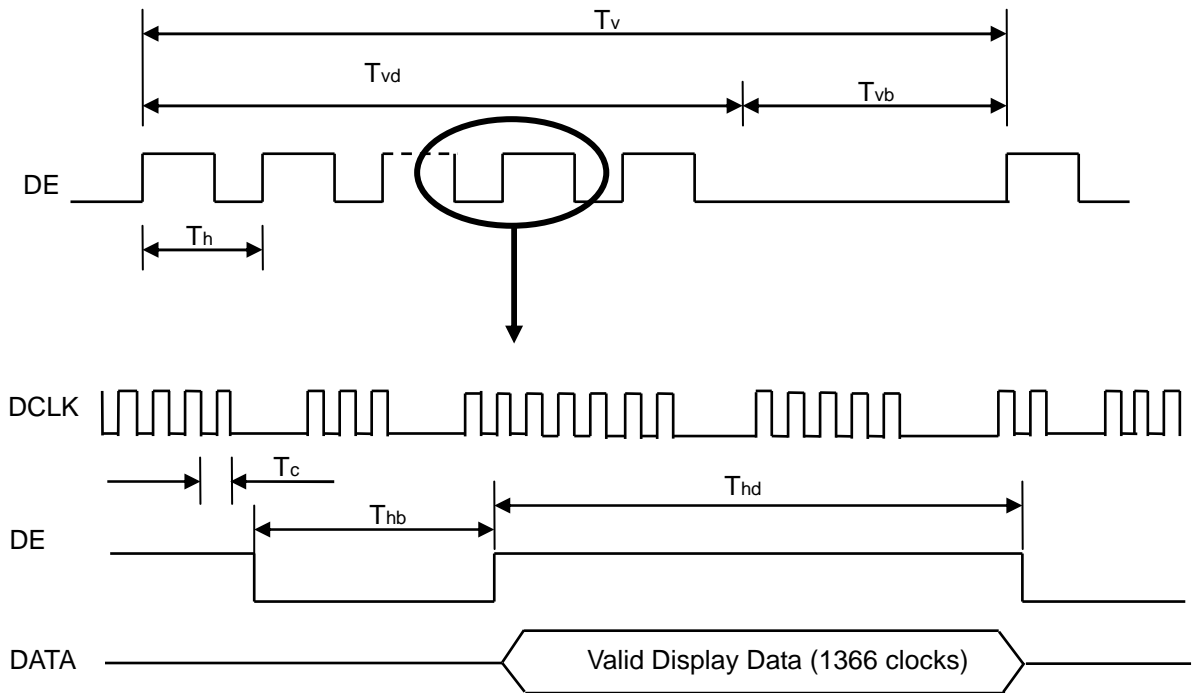 Tv
Tvd
Tvb
DE
Th
DCLK
Tc
Thd
Thb
DE
DATA
Valid Display Data (1366 clocks)